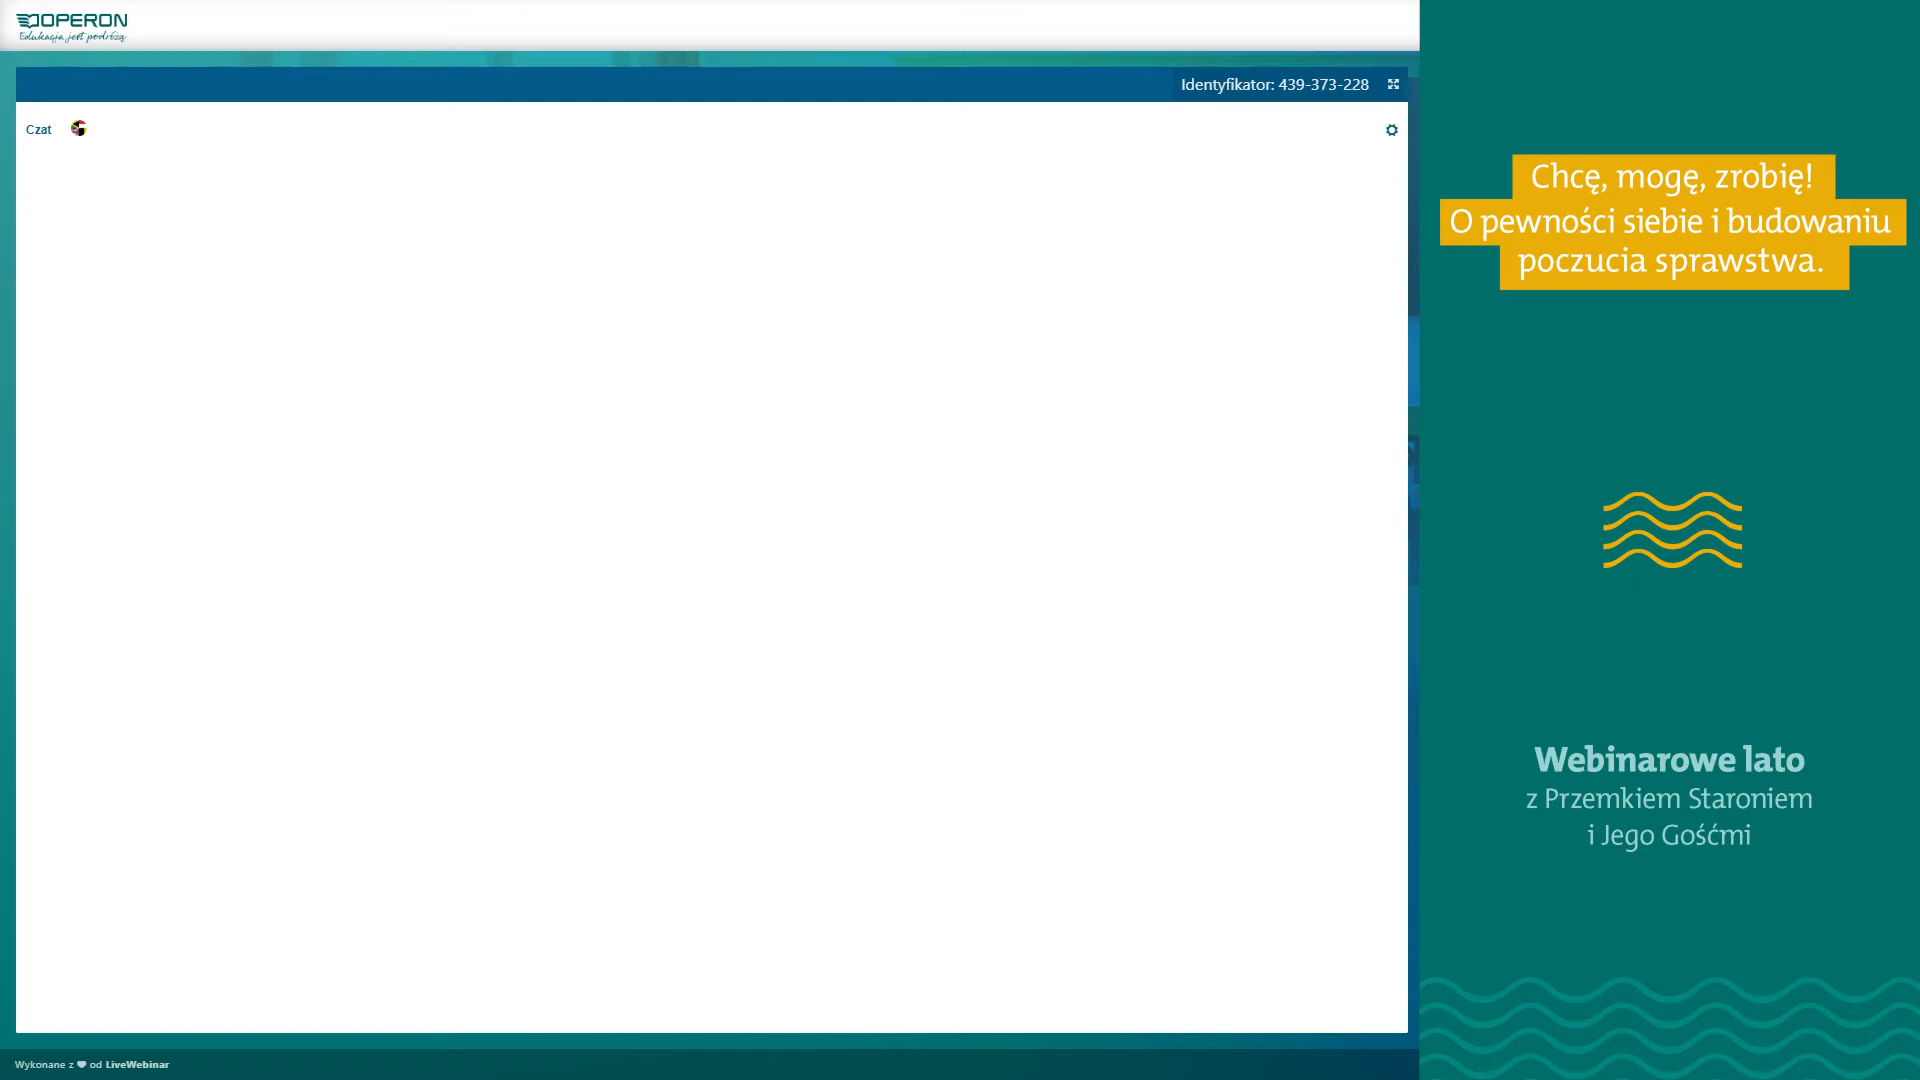 OPERON
Edukacja jest podróżą
Identyfikator: 439-373-228
Czat
Chcę, mogę, zrobię!
O pewności siebie i budowaniu
poczucia sprawstwa.
Webinarowe lato
z Przemkiem Staroniem
i Jego Gośćmi
Wykonane z ❤ od LiveWebinar